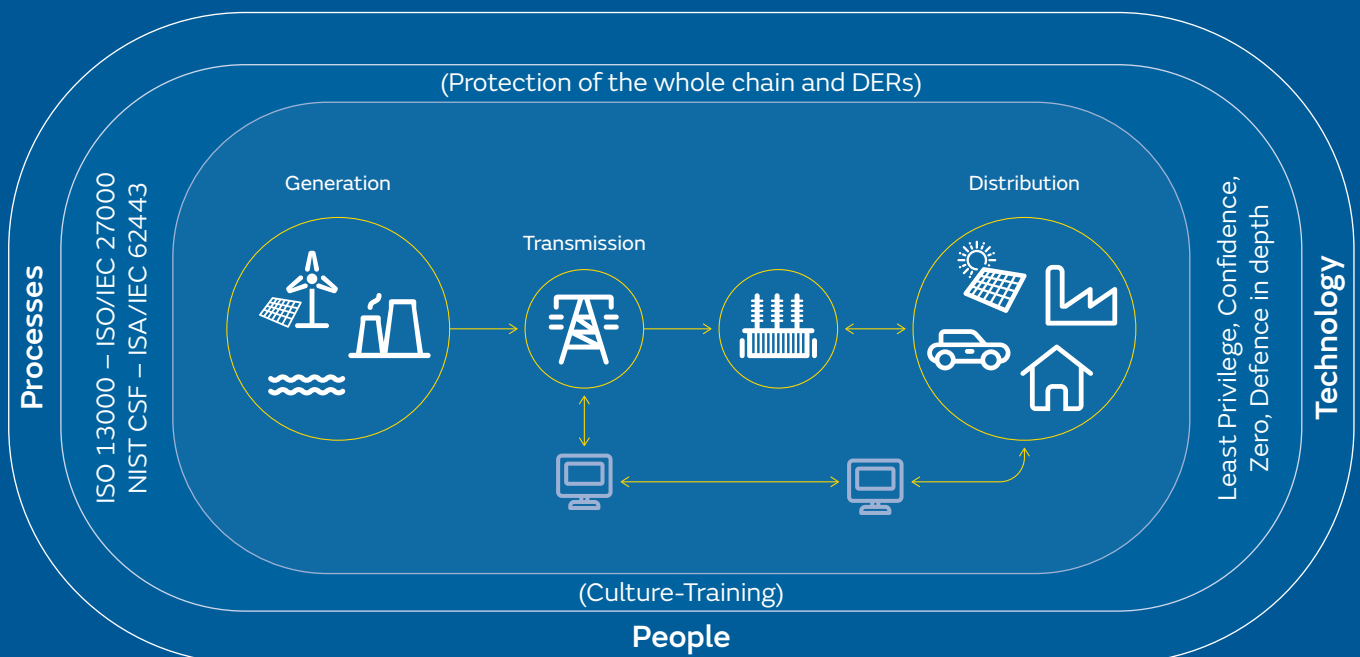 (Protection of the whole chain and DERs)
Processes
ISO 13000 – ISO/IEC 27000
NIST CSF – ISA/IEC 62443
Generation
Transmission
Distribution
Least Privilege, Confidence,
Zero, Defence in depth
Technology
(Culture-Training)
People